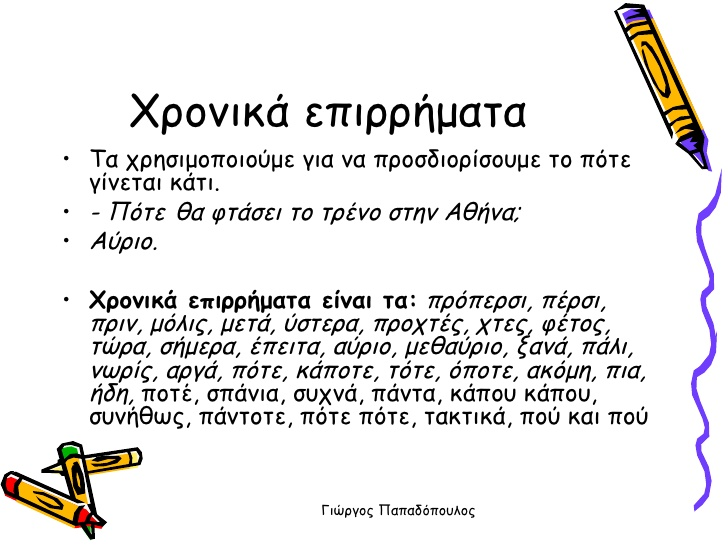 Χρονικά επιρρήματα
• Τα χρησιμοποιούμε για να προσδιορίσουμε το πότε
γίνεται κάτι.
• - Πότε θα φτάσει το τρένο στην Αθήνα;
• Αύριο.
• Χρονικά επιρρήματα είναι τα: πρόπερσι, πέρσι,
πριν, μόλις, μετά, ύστερα, προχτές, χτες, φέτος,
τώρα, σήμερα, έπειτα, αύριο, μεθαύριο, ξανά, πάλι,
νωρίς, αργά, πότε, κάποτε, τότε, όποτε, ακόμη, πια,
ήδη, ποτέ, σπάνια, συχνά, πάντα, κάπου κάπου,
συνήθως, πάντοτε, πότε πότε, τακτικά, πού και πού
Γιώργος Παπαδόπουλος